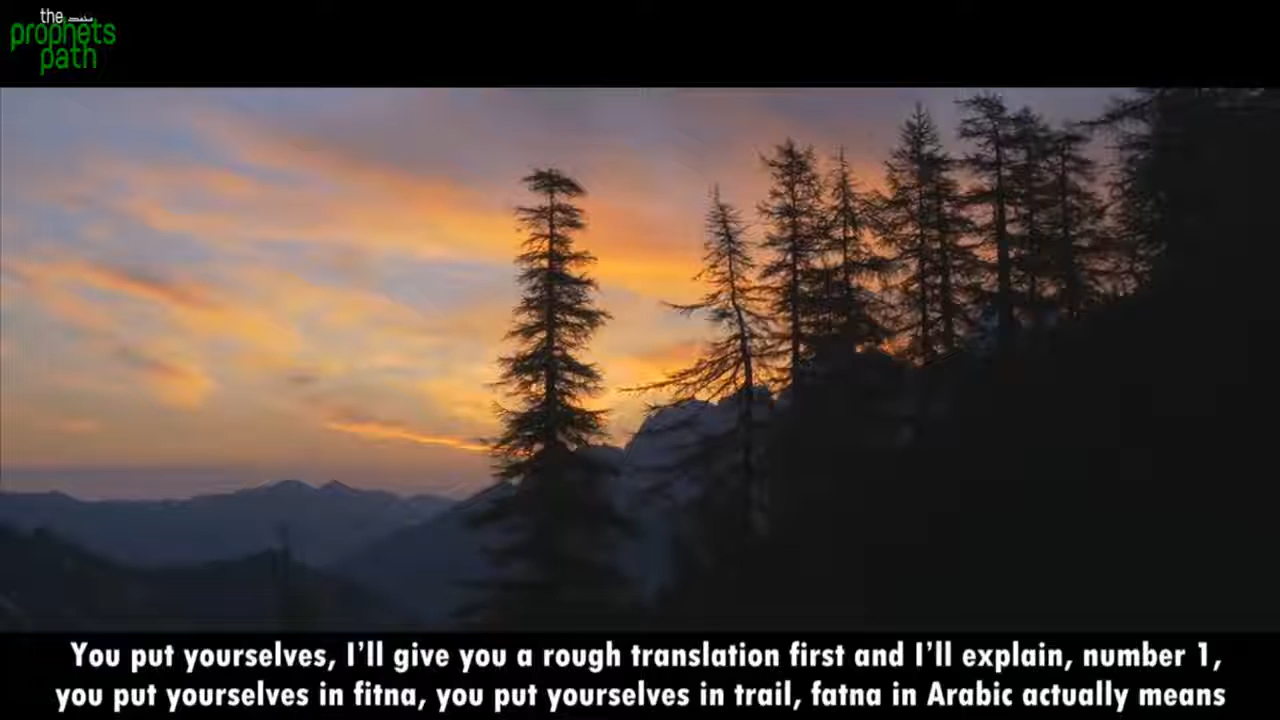 the
prophets
path
You put yourselves, I'll give you a rough translation first and I'll explain, number 1,
you put yourselves in fitna, you put yourselves in trail, fatna in Arabic actually means